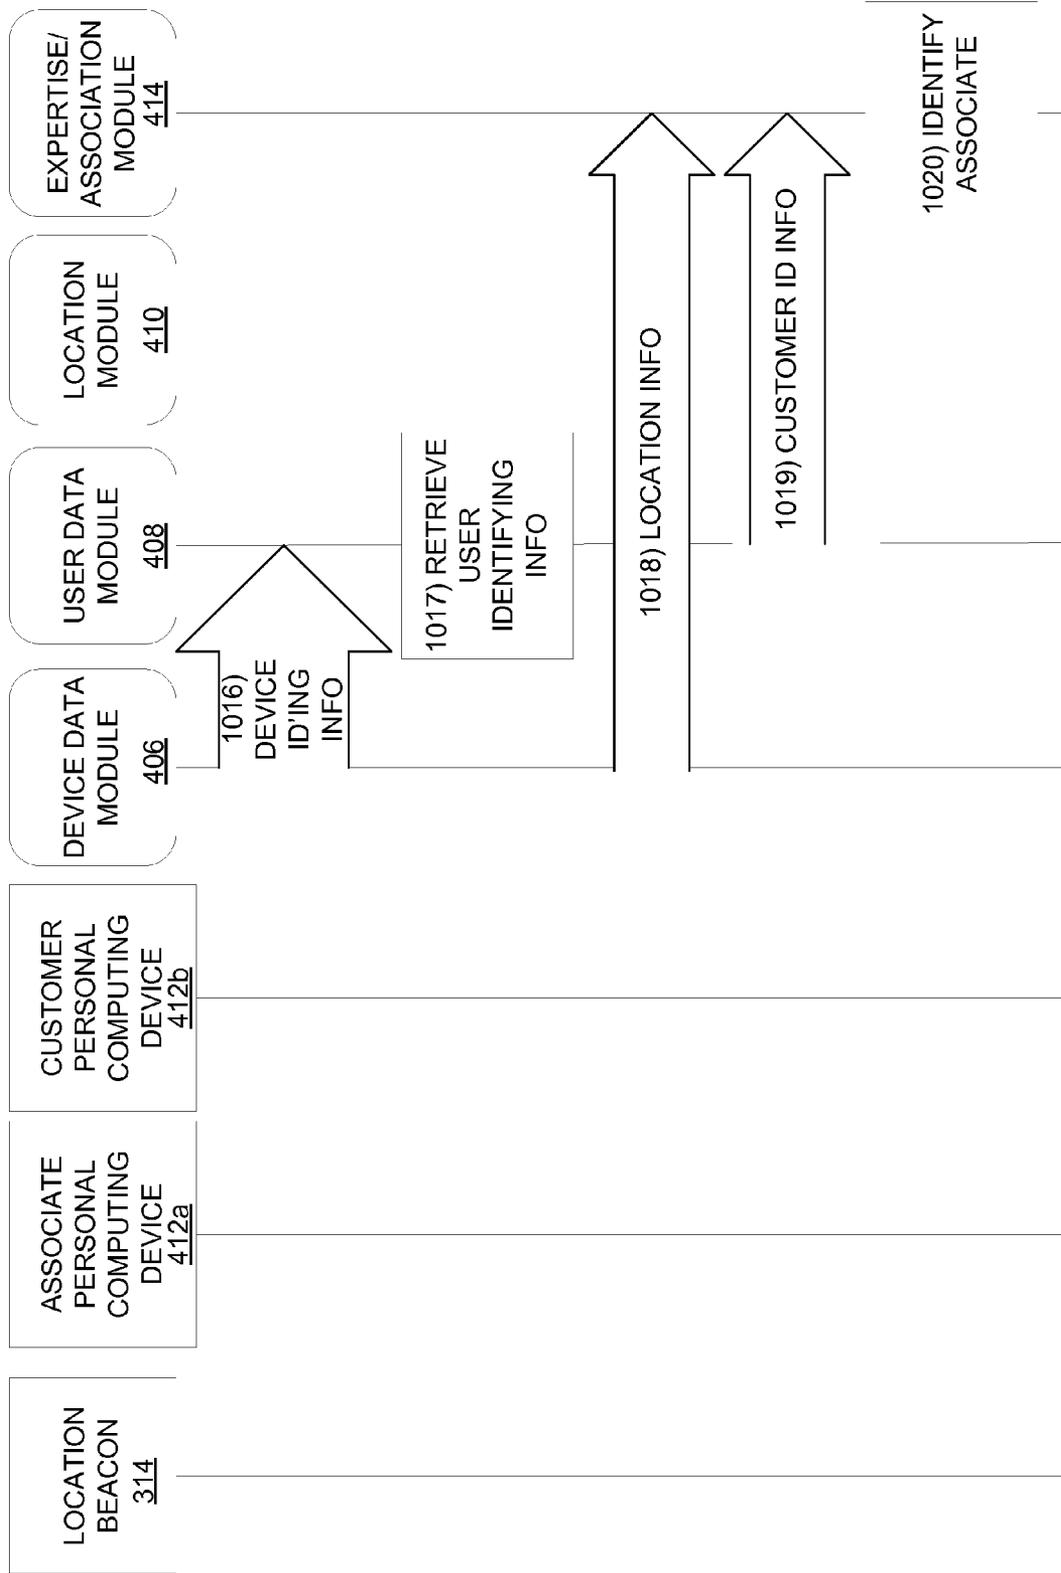 LOCATION
BEACON
314
ASSOCIATE
PERSONAL
COMPUTING
DEVICE
412a
CUSTOMER
PERSONAL
COMPUTING
DEVICE
412b
DEVICE DATA
MODULE
406
USER DATA
MODULE
408
LOCATION
MODULE
410
EXPERTISE/
ASSOCIATION
MODULE
414
1016)
DEVICE
ID'ING
INFO
1017) RETRIEVE
USER
IDENTIFYING
INFO
1018) LOCATION INFO
1019) CUSTOMER ID INFO
1020) IDENTIFY
ASSOCIATE